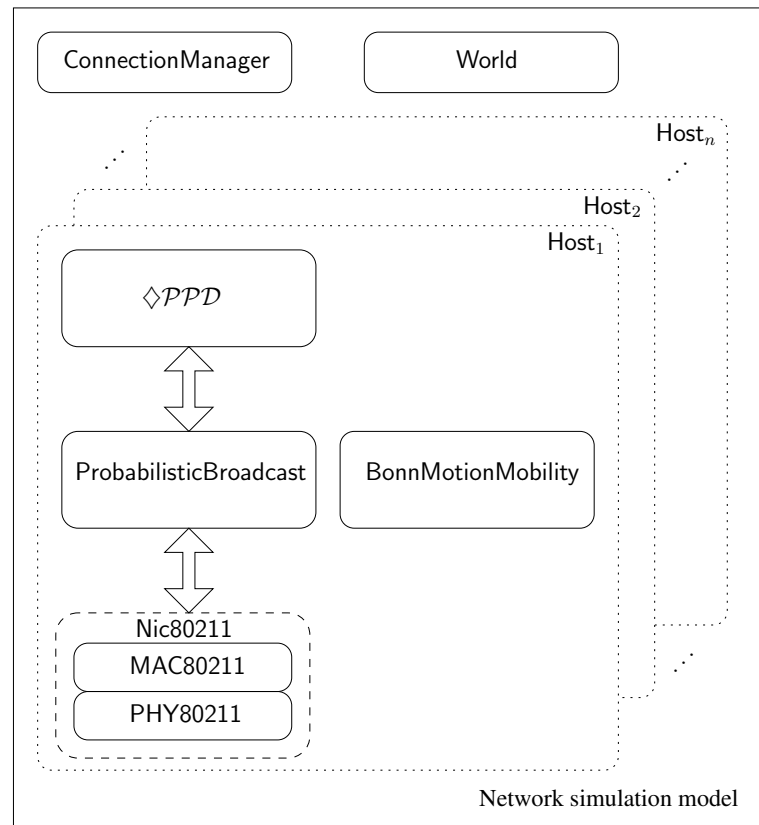 ConnectionManager
World
Hostₙ
Host₂
Host₁
♢𝒫𝒫𝒟
ProbabilisticBroadcast
BonnMotionMobility
Nic80211
MAC80211
PHY80211
Network simulation model